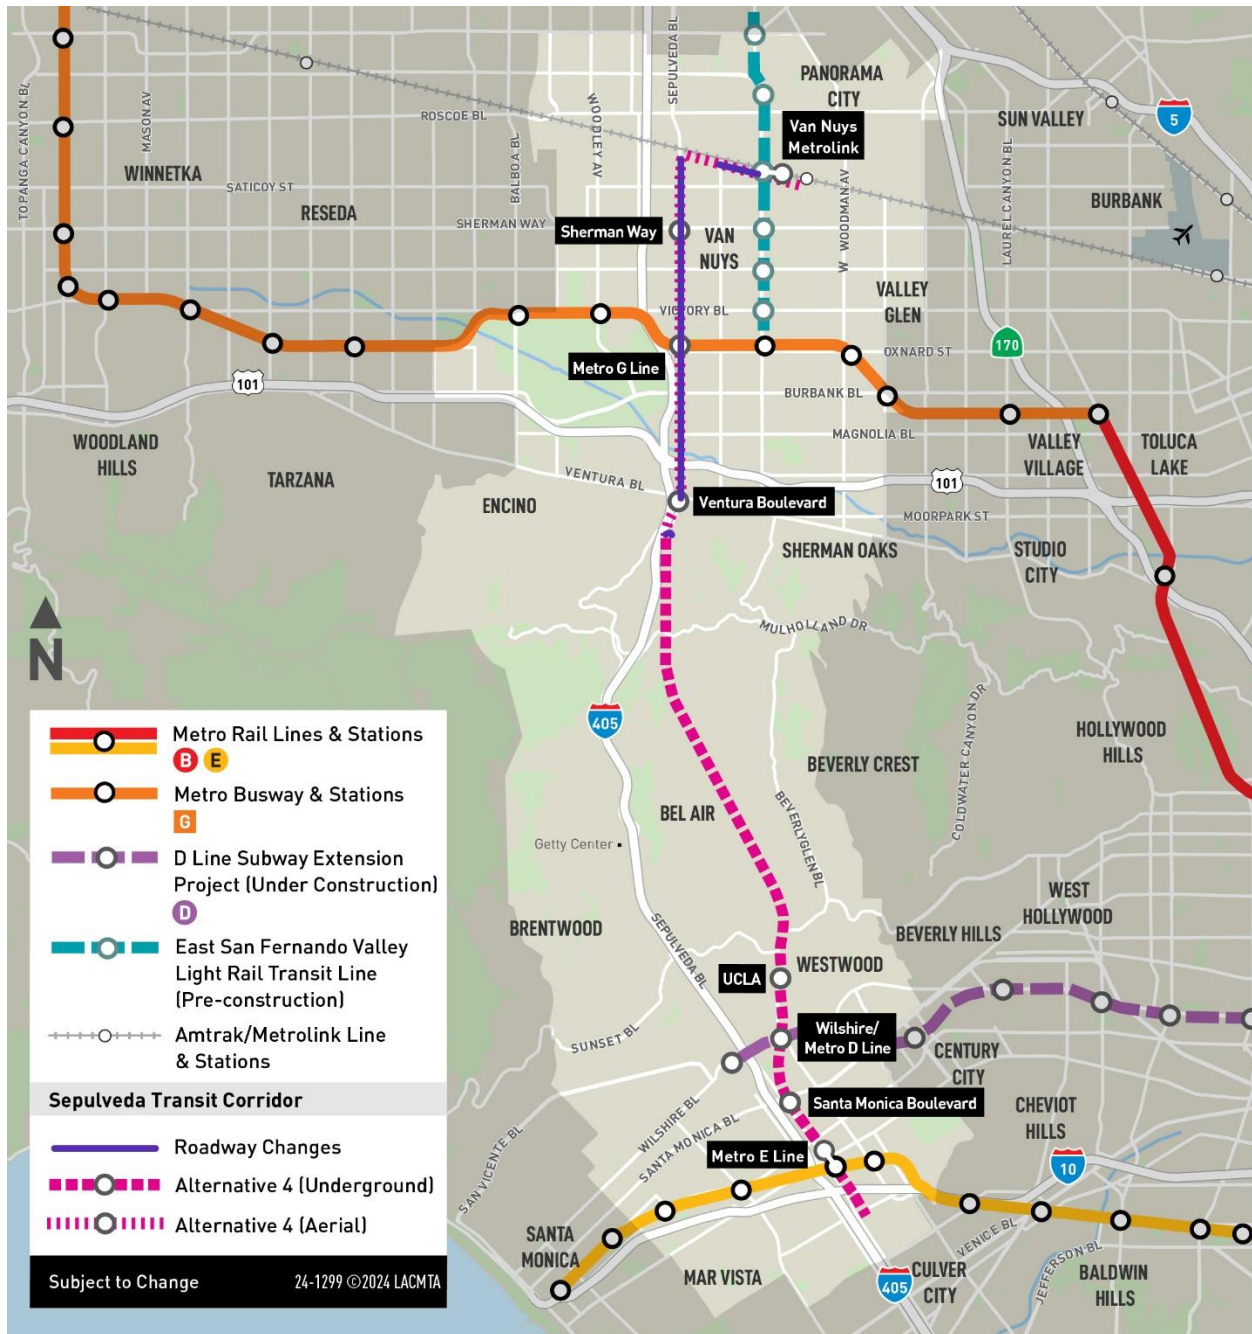 TOPANGA CANYON BL
MASON AV
WINNETKA
SATICOY ST
RESEDA
ROSCOE BL
BALBOA BL
SHERMAN WAY
WOODLEY AV
SEPULVEDA BL
PANORAMA
CITY
Van Nuys
Metrolink
SUN VALLEY
5
LAUREL CANYON BL
BURBANK
W WOODMAN AV
Sherman Way
VAN
NUYS
VICTORY BL
VALLEY
GLEN
OXNARD ST
170
Metro G Line
BURBANK BL
MAGNOLIA BL
101
WOODLAND
HILLS
TARZANA
VENTURA BL
ENCINO
Ventura Boulevard
101
MOORPARK ST
VALLEY
VILLAGE
TOLUCA
LAKE
SHERMAN OAKS
STUDIO
CITY
MULHOLLAND DR
N
405
COLDWATER CANYON DR
HOLLYWOOD
HILLS
BEVERLY CREST
BEL AIR
BEVERLYGLEN BL
Getty Center
BRENTWOOD
SEPULVEDA BL
WEST
HOLLYWOOD
BEVERLY HILLS
UCLA
WESTWOOD
SUNSET BL
Wilshire/
Metro D Line
CENTURY
CITY
WILSHIRE BL
SANTA MONICA BL
Santa Monica Boulevard
CHEVIOT
HILLS
SAN VICENTE BL
Metro E Line
10
SANTA
MONICA
VENICE BL
JEFFERSON BL
MAR VISTA
405
CULVER
CITY
BALDWIN
HILLS
Metro Rail Lines & Stations
B E
Metro Busway & Stations
G
D Line Subway Extension
Project (Under Construction)
D
East San Fernando Valley
Light Rail Transit Line
(Pre-construction)
Amtrak/Metrolink Line
& Stations
Sepulveda Transit Corridor
Roadway Changes
Alternative 4 (Underground)
Alternative 4 (Aerial)
Subject to Change 24-1299 ©2024 LACMTA